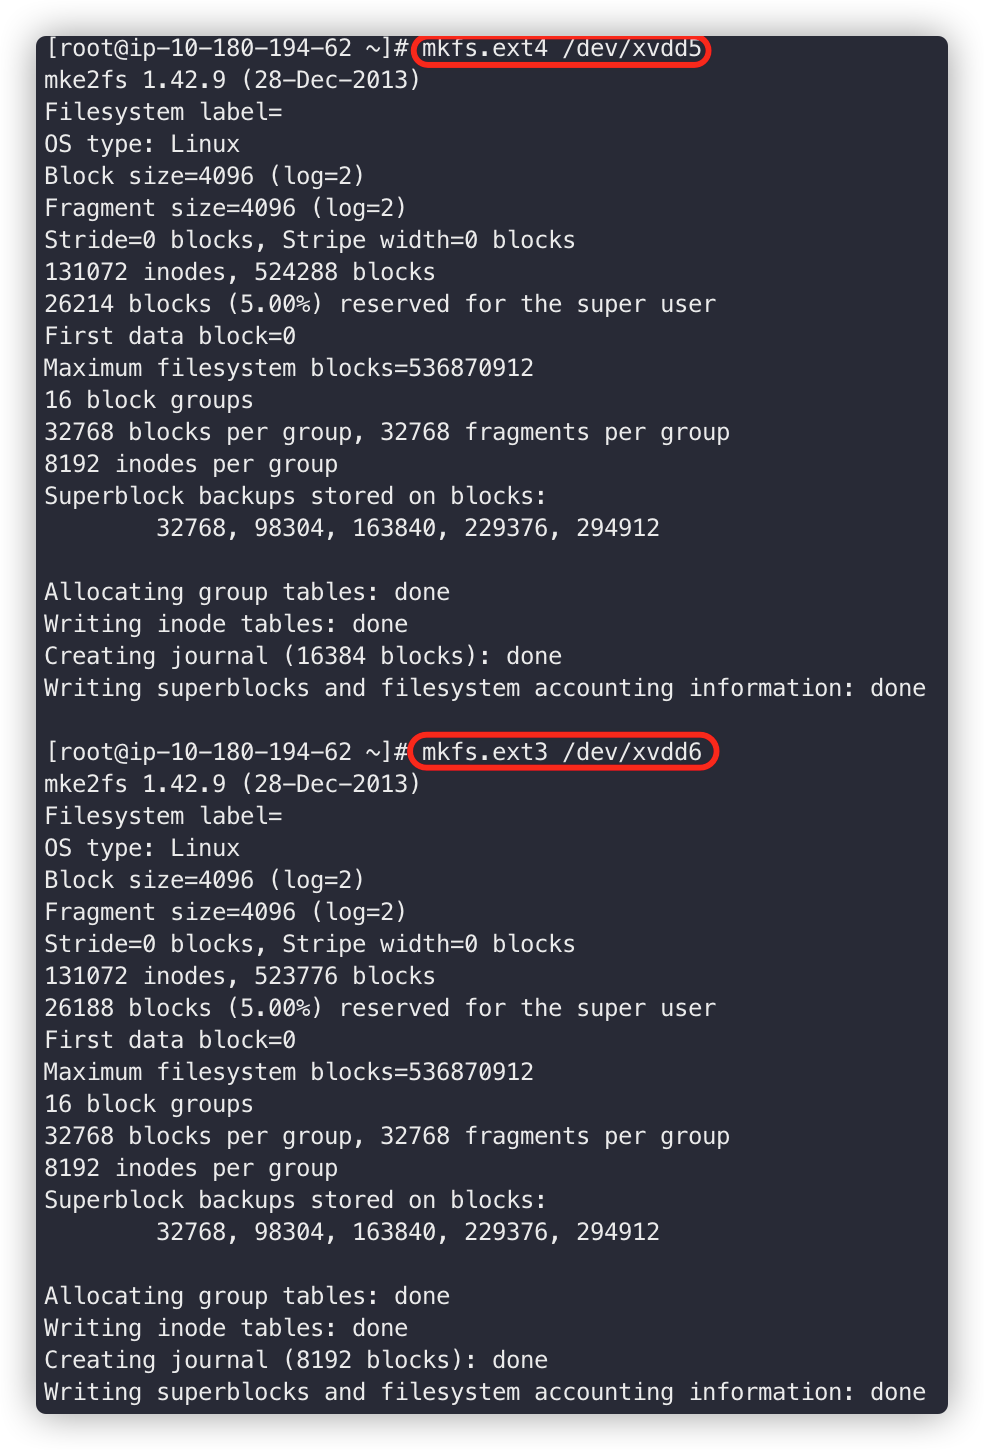 [root@ip-10-180-194-62 ~]# mkfs.ext4 /dev/xvdd5
mke2fs 1.42.9 (28-Dec-2013)
Filesystem label=
OS type: Linux
Block size=4096 (log=2)
Fragment size=4096 (log=2)
Stride=0 blocks, Stripe width=0 blocks
131072 inodes, 524288 blocks
26214 blocks (5.00%) reserved for the super user
First data block=0
Maximum filesystem blocks=536870912
16 block groups
32768 blocks per group, 32768 fragments per group
8192 inodes per group
Superblock backups stored on blocks:
32768, 98304, 163840, 229376, 294912
Allocating group tables: done
Writing inode tables: done
Creating journal (16384 blocks): done
Writing superblocks and filesystem accounting information: done
[root@ip-10-180-194-62 ~]# mkfs.ext3 /dev/xvdd6
mke2fs 1.42.9 (28-Dec-2013)
Filesystem label=
OS type: Linux
Block size=4096 (log=2)
Fragment size=4096 (log=2)
Stride=0 blocks, Stripe width=0 blocks
131072 inodes, 523776 blocks
26188 blocks (5.00%) reserved for the super user
First data block=0
Maximum filesystem blocks=536870912
16 block groups
32768 blocks per group, 32768 fragments per group
8192 inodes per group
Superblock backups stored on blocks:
32768, 98304, 163840, 229376, 294912
Allocating group tables: done
Writing inode tables: done
Creating journal (8192 blocks): done
Writing superblocks and filesystem accounting information: done